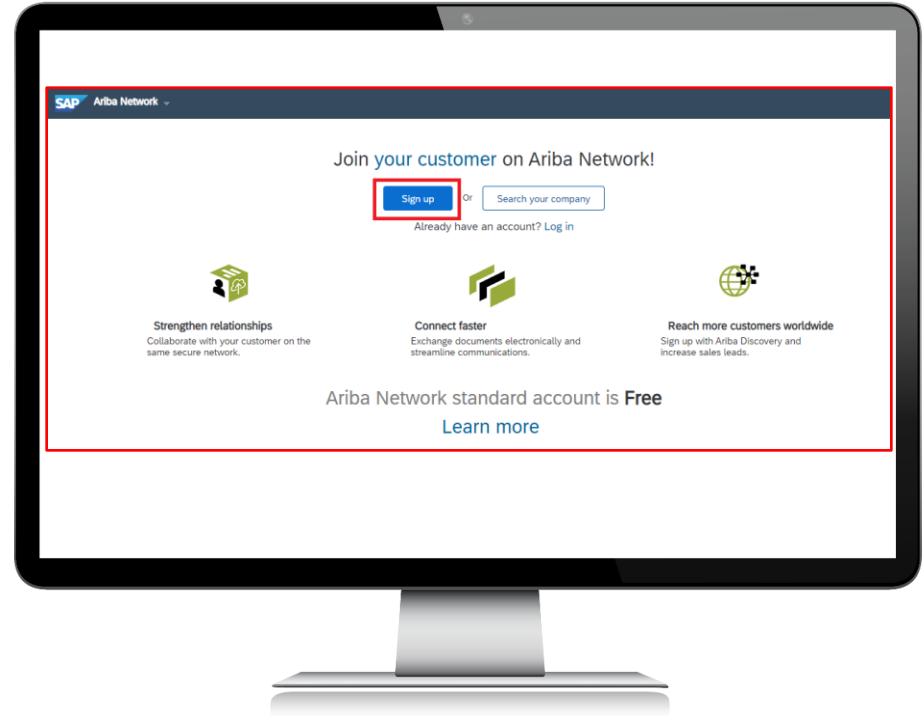 SAP Ariba Network
Join your customer on Ariba Network!
Sign up Or Search your company
Already have an account? Log in
Strengthen relationships
Collaborate with your customer on the
same secure network.
Connect faster
Exchange documents electronically and
streamline communications.
Reach more customers worldwide
Sign up with Ariba Discovery and
increase sales leads.
Ariba Network standard account is Free
Learn more